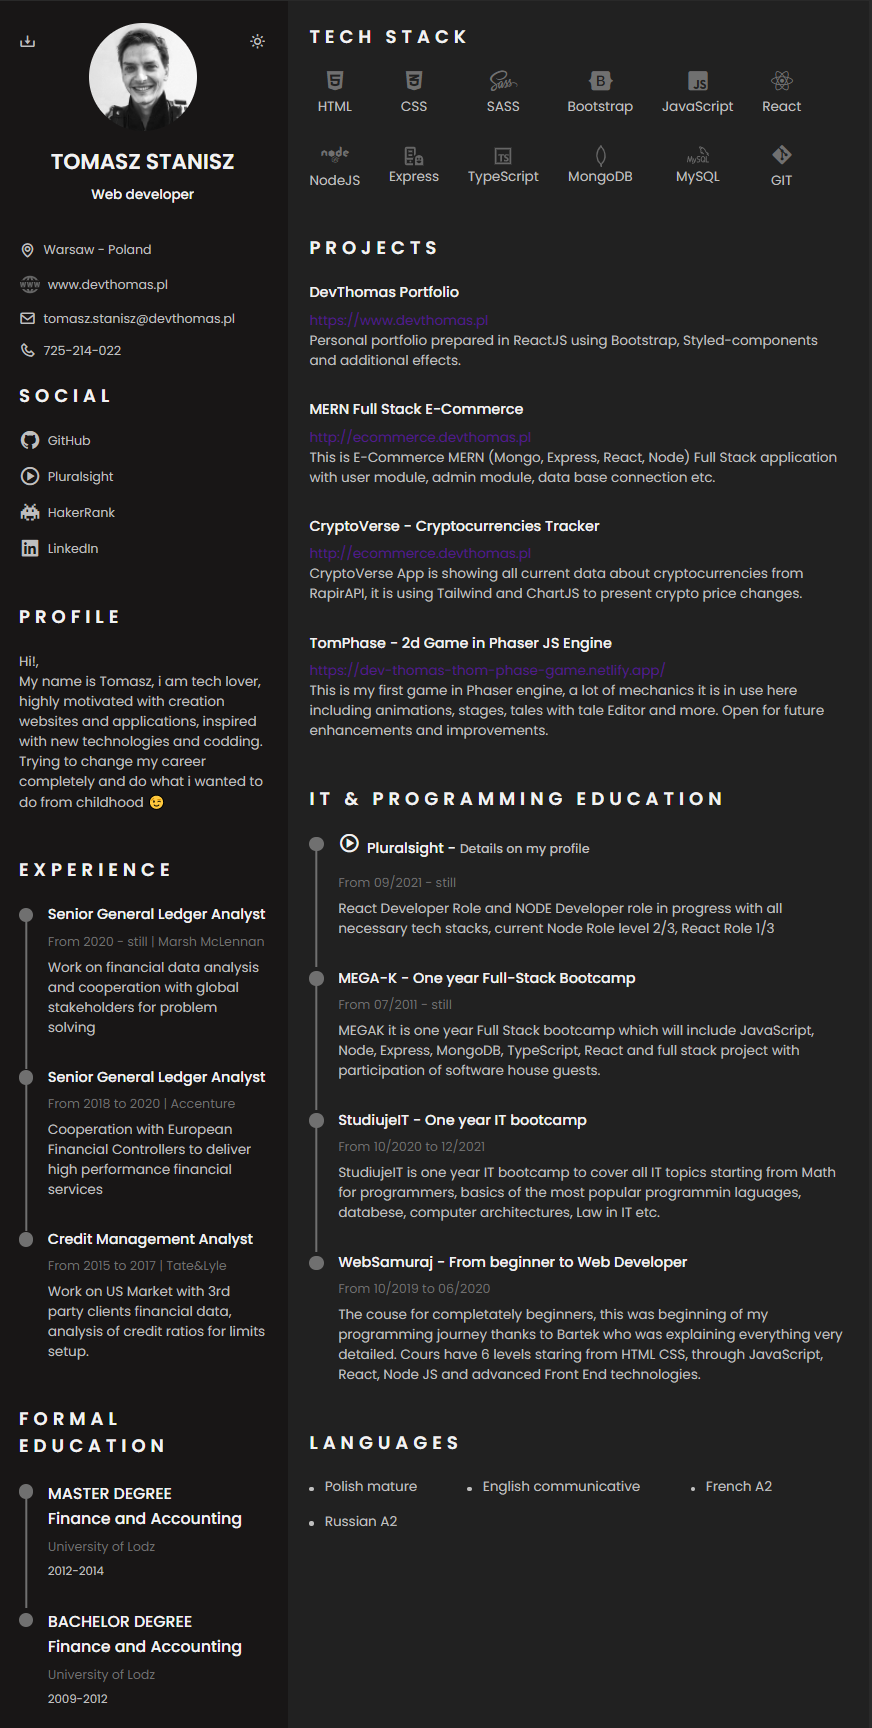 TOMASZ STANISZ
Web developer
Warsaw - Poland
www.devthomas.pl
tomasz.stanisz@devthomas.pl
725-214-022
SOCIAL
GitHub
Pluralsight
HakerRank
LinkedIn
PROFILE
Hi!,
My name is Tomasz, i am tech lover,
highly motivated with creation
websites and applications, inspired
with new technologies and codding.
Trying to change my career
completely and do what i wanted to
do from childhood 😉
EXPERIENCE
Senior General Ledger Analyst
From 2020 - still | Marsh McLennan
Work on financial data analysis
and cooperation with global
stakeholders for problem
solving
Senior General Ledger Analyst
From 2018 to 2020 | Accenture
Cooperation with European
Financial Controllers to deliver
high performance financial
services
Credit Management Analyst
From 2015 to 2017 | Tate&Lyle
Work on US Market with 3rd
party clients financial data,
analysis of credit ratios for limits
setup.
FORMAL
EDUCATION
MASTER DEGREE
Finance and Accounting
University of Lodz
2012-2014
BACHELOR DEGREE
Finance and Accounting
University of Lodz
2009-2012
TECH STACK
HTML CSS SASS Bootstrap JavaScript React
NodeJS Express TypeScript MongoDB MySQL GIT
PROJECTS
DevThomas Portfolio
https://www.devthomas.pl
Personal portfolio prepared in ReactJS using Bootstrap, Styled-components
and additional effects.
MERN Full Stack E-Commerce
http://ecommerce.devthomas.pl
This is E-Commerce MERN (Mongo, Express, React, Node) Full Stack application
with user module, admin module, data base connection etc.
CryptoVerse - Cryptocurrencies Tracker
http://ecommerce.devthomas.pl
CryptoVerse App is showing all current data about cryptocurrencies from
RapirAPI, it is using Tailwind and ChartJS to present crypto price changes.
TomPhase - 2d Game in Phaser JS Engine
https://dev-thomas-thom-phase-game.netlify.app/
This is my first game in Phaser engine, a lot of mechanics it is in use here
including animations, stages, tales with tale Editor and more. Open for future
enhancements and improvements.
IT & PROGRAMMING EDUCATION
Pluralsight - Details on my profile
From 09/2021 - still
React Developer Role and NODE Developer role in progress with all
necessary tech stacks, current Node Role level 2/3, React Role 1/3
MEGA-K - One year Full-Stack Bootcamp
From 07/2011 - still
MEGAK it is one year Full Stack bootcamp which will include JavaScript,
Node, Express, MongoDB, TypeScript, React and full stack project with
participation of software house guests.
StudiujeIT - One year IT bootcamp
From 10/2020 to 12/2021
StudiujeIT is one year IT bootcamp to cover all IT topics starting from Math
for programmers, basics of the most popular programmin laguages,
databese, computer architectures, Law in IT etc.
WebSamuraj - From beginner to Web Developer
From 10/2019 to 06/2020
The couse for completately beginners, this was beginning of my
programming journey thanks to Bartek who was explaining everything very
detailed. Cours have 6 levels staring from HTML CSS, through JavaScript,
React, Node JS and advanced Front End technologies.
LANGUAGES
Polish mature
English communicative
French A2
Russian A2